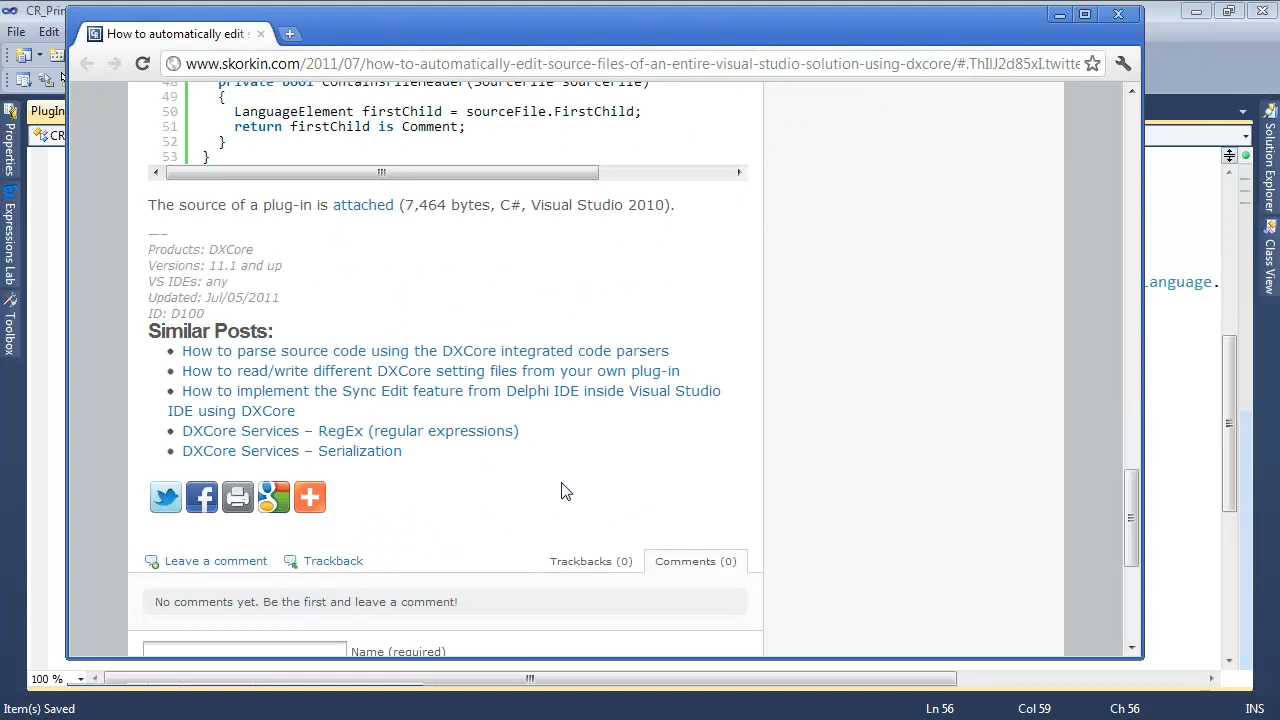 CR_Prin
How to automatically edit s
File Edit
www.skorkin.com/2011/07/how-to-automatically-edit-source-files-of-an-entire-visual-studio-solution-using-dxcore/#.ThIJ2d85xI.twitte
PlugIn
CR
Properties
Expressions Lab
Toolbox
Solution Explorer
Class View
anguage.
48 private bool ContainsFileHeader(SourceFile sourceFile)
49 {
50 LanguageElement firstChild = sourceFile.FirstChild;
51 return firstChild is Comment;
52 }
53 }
The source of a plug-in is attached (7,464 bytes, C#, Visual Studio 2010).
—–
Products: DXCore
Versions: 11.1 and up
VS IDEs: any
Updated: Jul/05/2011
ID: D100
Similar Posts:
• How to parse source code using the DXCore integrated code parsers
• How to read/write different DXCore setting files from your own plug-in
• How to implement the Sync Edit feature from Delphi IDE inside Visual Studio
IDE using DXCore
• DXCore Services – RegEx (regular expressions)
• DXCore Services – Serialization
Leave a comment Trackback Trackbacks (0) Comments (0)
No comments yet. Be the first and leave a comment!
Name (required)
100 %
Item(s) Saved Ln 56 Col 59 Ch 56 INS